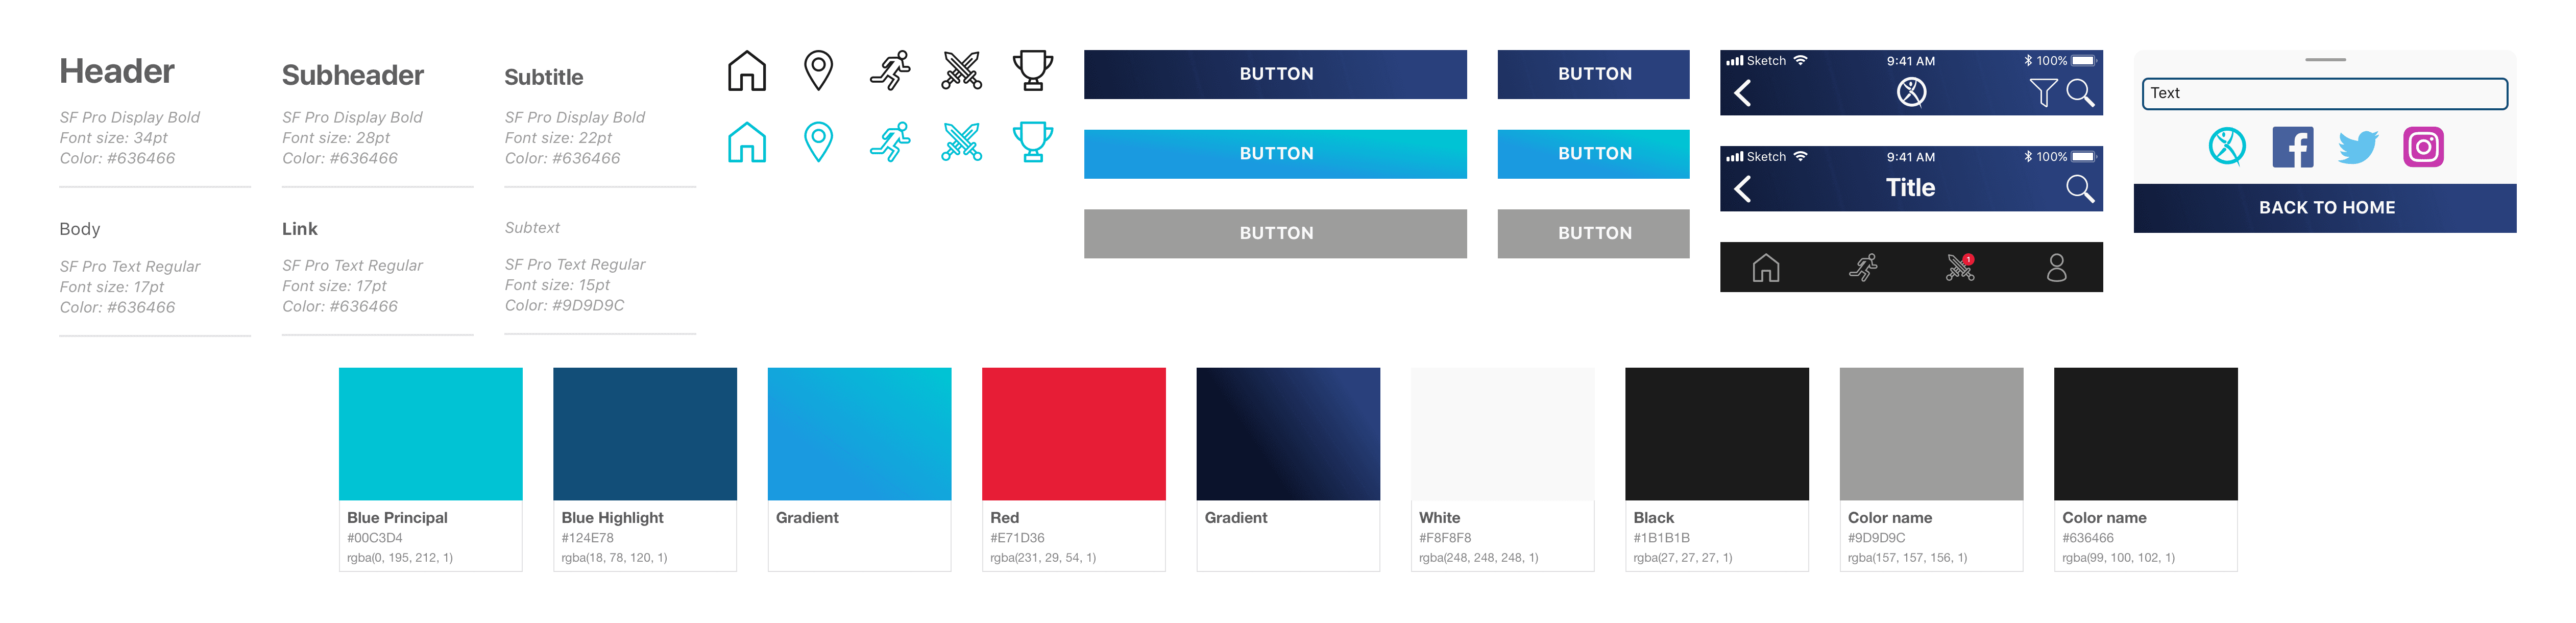 Header
SF Pro Display Bold
Font size: 34pt
Color: #636466
Subheader
SF Pro Display Bold
Font size: 28pt
Color: #636466
Subtitle
SF Pro Display Bold
Font size: 22pt
Color: #636466
Body
SF Pro Text Regular
Font size: 17pt
Color: #636466
Link
SF Pro Text Regular
Font size: 17pt
Color: #636466
Subtext
SF Pro Text Regular
Font size: 15pt
Color: #9D9D9C
BUTTON
BUTTON
BUTTON
BUTTON
BUTTON
BUTTON
Sketch 9:41 AM 100%
Sketch 9:41 AM 100%
Title
1
Text
BACK TO HOME
Blue Principal
#00C3D4
rgba(0, 195, 212, 1)
Blue Highlight
#124E78
rgba(18, 78, 120, 1)
Gradient
Red
#E71D36
rgba(231, 29, 54, 1)
Gradient
White
#F8F8F8
rgba(248, 248, 248, 1)
Black
#1B1B1B
rgba(27, 27, 27, 1)
Color name
#9D9D9C
rgba(157, 157, 156, 1)
Color name
#636466
rgba(99, 100, 102, 1)